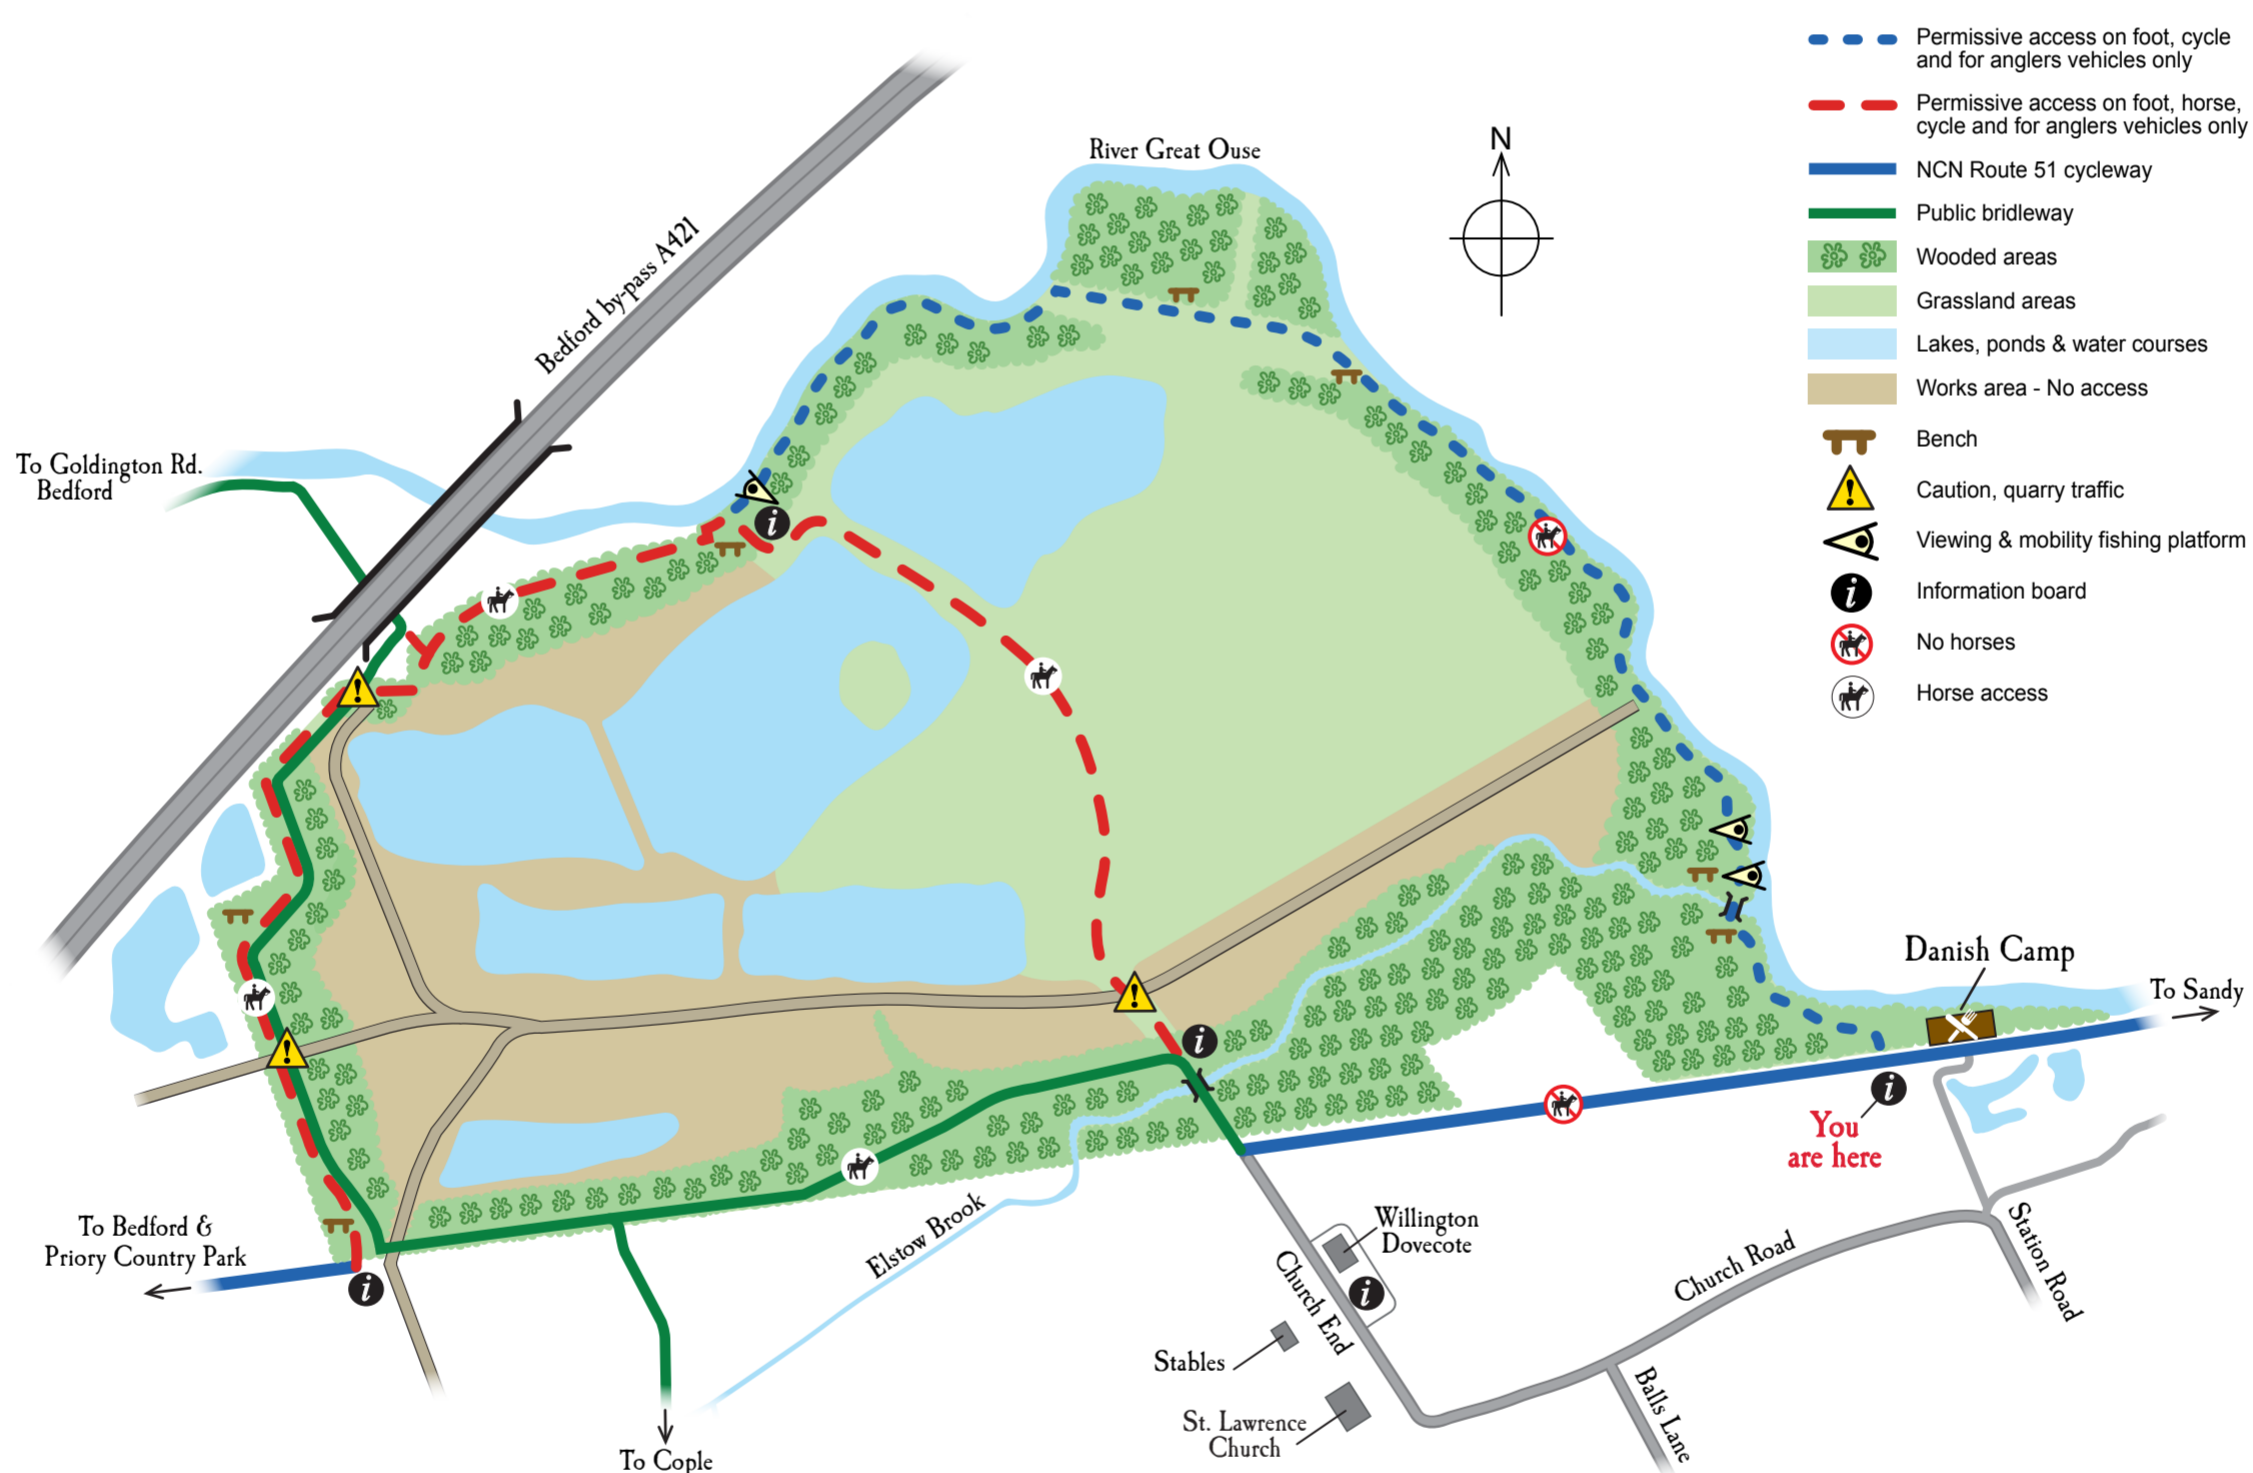 Permissive access on foot, cycle
and for anglers vehicles only
Permissive access on foot, horse,
cycle and for anglers vehicles only
NCN Route 51 cycleway
Public bridleway
Wooded areas
Grassland areas
Lakes, ponds & water courses
Works area - No access
Bench
Caution, quarry traffic
Viewing & mobility fishing platform
Information board
No horses
Horse access
N
River Great Ouse
Bedford by-pass A421
To Goldington Rd.
Bedford
Danish Camp
To Sandy
You
are here
To Bedford &
Priory Country Park
Elstow Brook
Willington
Dovecote
Church End
Church Road
Station Road
Stables
St. Lawrence
Church
Balls Lane
To Cople